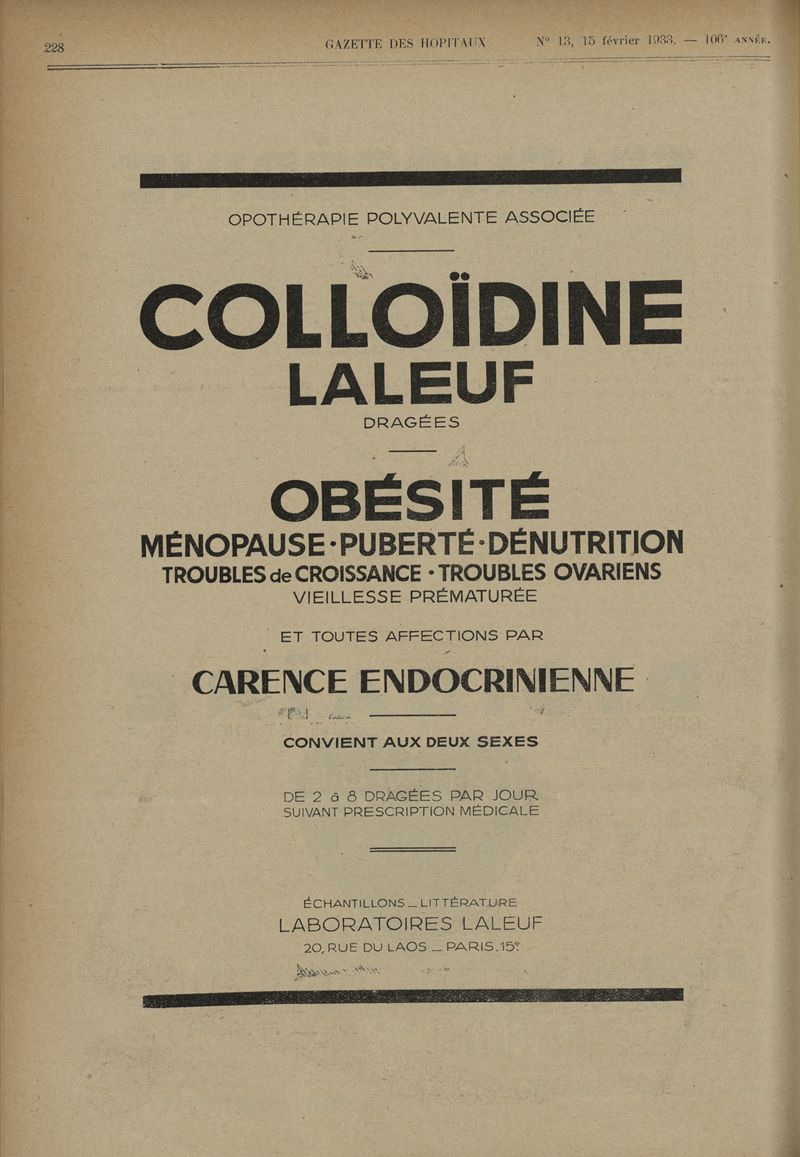 228
GAZETTE DES HOPITAUX
N° 13, 15 février 1933. — 106e ANNÉE.
OPOTHÉRAPIE POLYVALENTE ASSOCIÉE
COLLOÏDINE
LALEUF
DRAGÉES
OBÉSITÉ
MÉNOPAUSE·PUBERTÉ·DÉNUTRITION
TROUBLES de CROISSANCE · TROUBLES OVARIENS
VIEILLESSE PRÉMATURÉE
ET TOUTES AFFECTIONS PAR
CARENCE ENDOCRINIENNE
CONVIENT AUX DEUX SEXES
DE 2 à 8 DRAGÉES PAR JOUR
SUIVANT PRESCRIPTION MÉDICALE
ÉCHANTILLONS _ LITTÉRATURE
LABORATOIRES LALEUF
20, RUE DU LAOS _ PARIS.15e